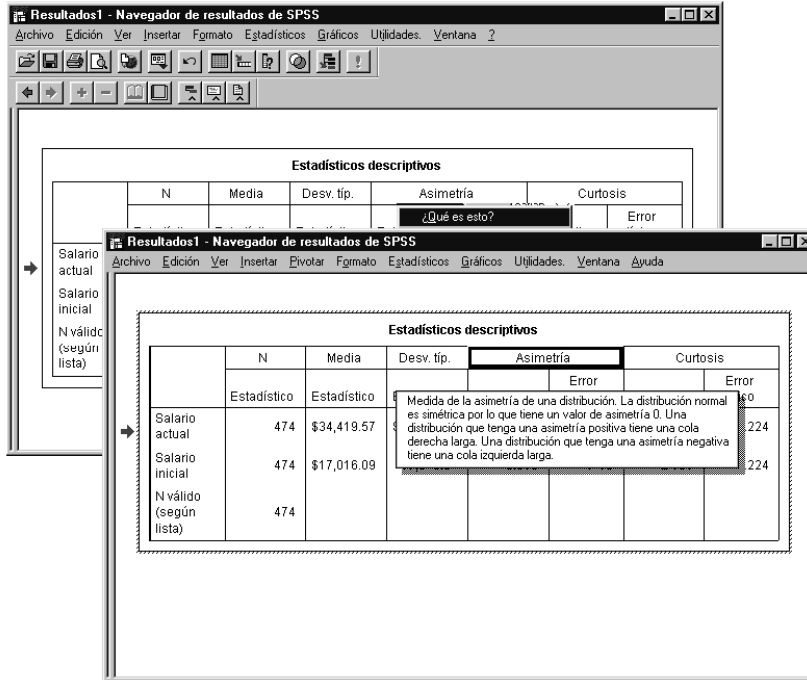 Resultados1 - Navegador de resultados de SPSS
Archivo Edición Ver Insertar Formato Estadísticos Gráficos Utilidades. Ventana ?
Estadísticos descriptivos
N Media Desv. típ. Asimetría Curtosis
¿Qué es esto?
Error
Salario
actual
Salario
inicial
N válido
(según
lista)
Resultados1 - Navegador de resultados de SPSS
Archivo Edición Ver Insertar Pivotar Formato Estadísticos Gráficos Utilidades. Ventana Ayuda
Estadísticos descriptivos
N Media Desv. típ. Asimetría Curtosis
Error Error
Estadístico Estadístico
Medida de la asimetría de una distribución. La distribución normal
es simétrica por lo que tiene un valor de asimetría 0. Una
distribución que tenga una asimetría positiva tiene una cola
derecha larga. Una distribución que tenga una asimetría negativa
tiene una cola izquierda larga.
Salario
actual 474 $34,419.57 .224
Salario
inicial 474 $17,016.09 .224
N válido
(según
lista) 474